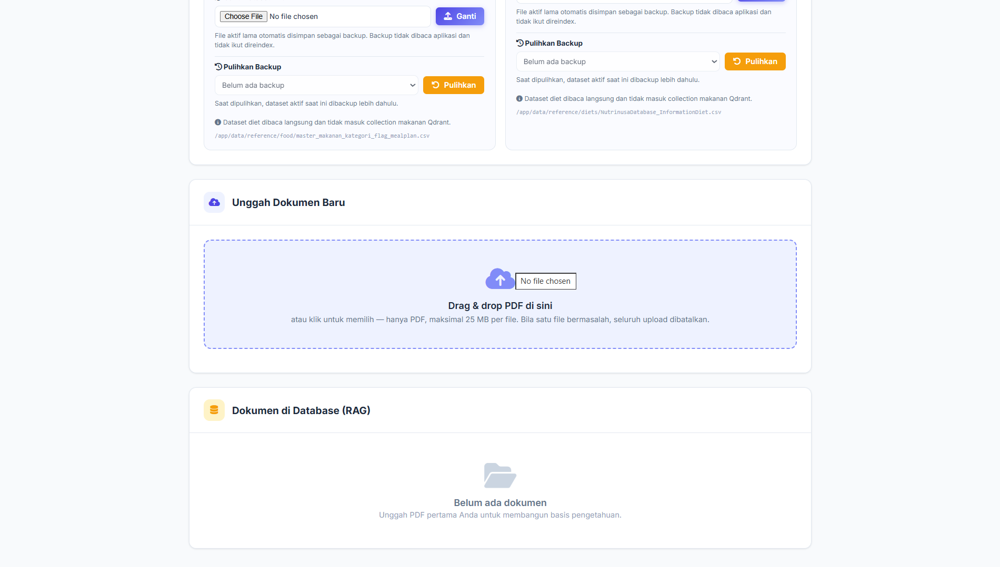 Choose File No file chosen
Ganti
File aktif lama otomatis disimpan sebagai backup. Backup tidak dibaca aplikasi dan
tidak ikut direindex.
Pulihkan Backup
Belum ada backup
Pulihkan
Saat dipulihkan, dataset aktif saat ini dibackup lebih dahulu.
Dataset diet dibaca langsung dan tidak masuk collection makanan Qdrant.
/app/data/reference/food/master_makanan_kategori_flag_mealplan.csv
File aktif lama otomatis disimpan sebagai backup. Backup tidak dibaca aplikasi dan
tidak ikut direindex.
Pulihkan Backup
Belum ada backup
Pulihkan
Saat dipulihkan, dataset aktif saat ini dibackup lebih dahulu.
Dataset diet dibaca langsung dan tidak masuk collection makanan Qdrant.
/app/data/reference/diets/NutrinusaDatabase_InformationDiet.csv
Unggah Dokumen Baru
No file chosen
Drag & drop PDF di sini
atau klik untuk memilih — hanya PDF, maksimal 25 MB per file. Bila satu file bermasalah, seluruh upload dibatalkan.
Dokumen di Database (RAG)
Belum ada dokumen
Unggah PDF pertama Anda untuk membangun basis pengetahuan.